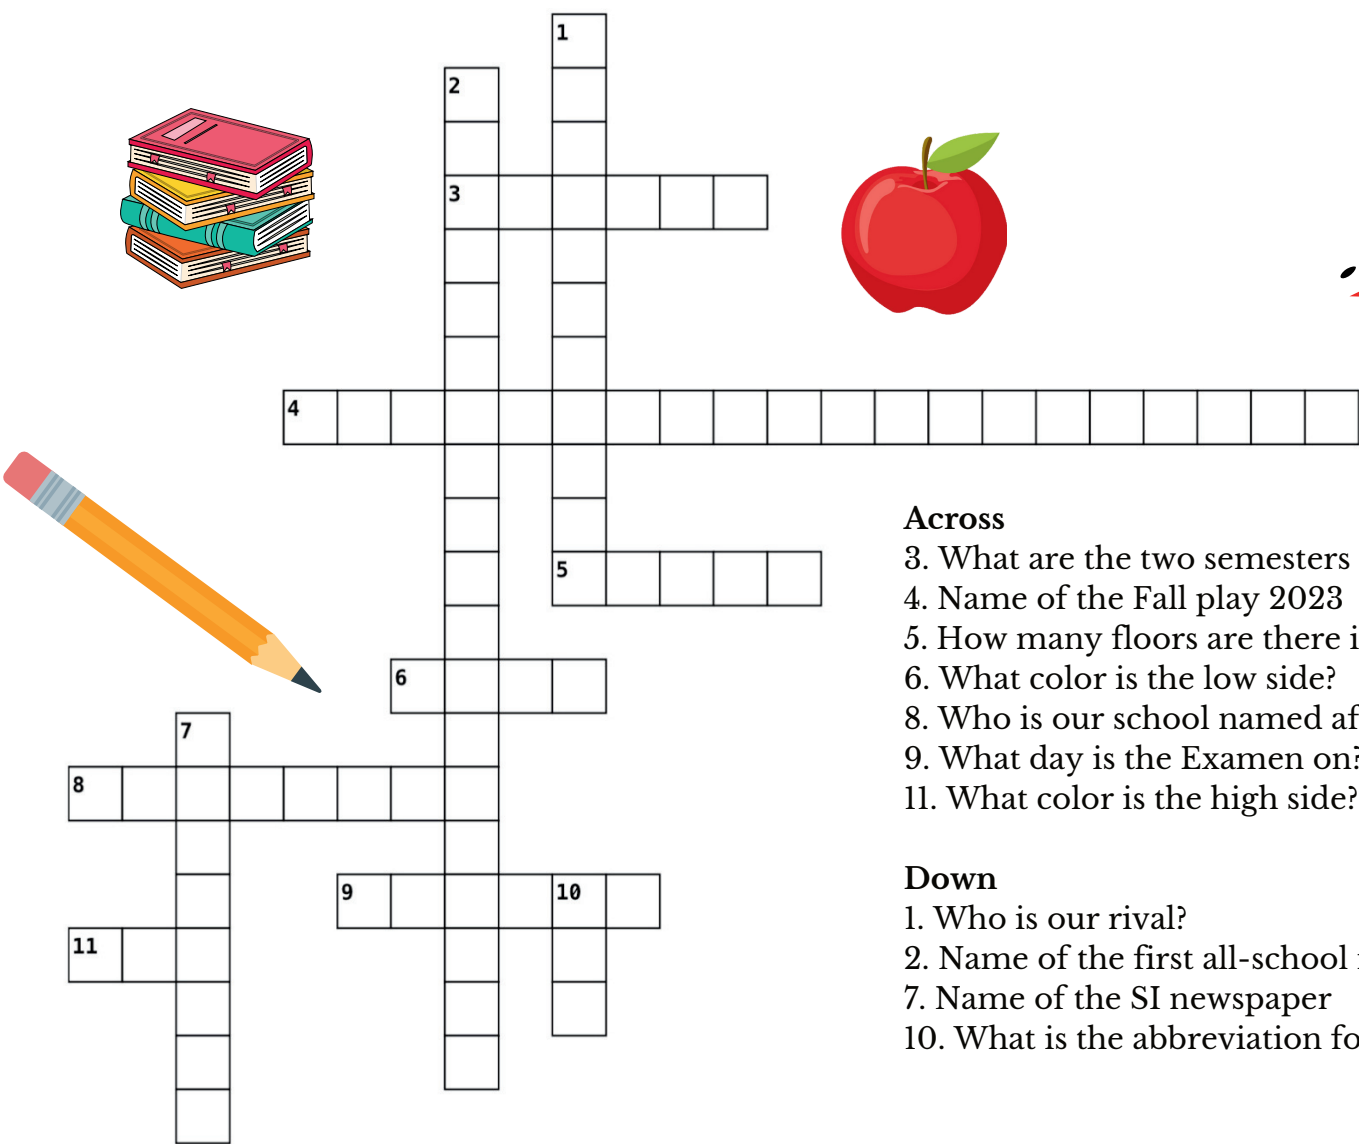 1
2
3
4
5
6
7
8
9 10
11
Across
3. What are the two semesters
4. Name of the Fall play 2023
5. How many floors are there
6. What color is the low side?
8. Who is our school named
9. What day is the Examen on?
11. What color is the high side?
Down
1. Who is our rival?
2. Name of the first all-school
7. Name of the SI newspaper
10. What is the abbreviation